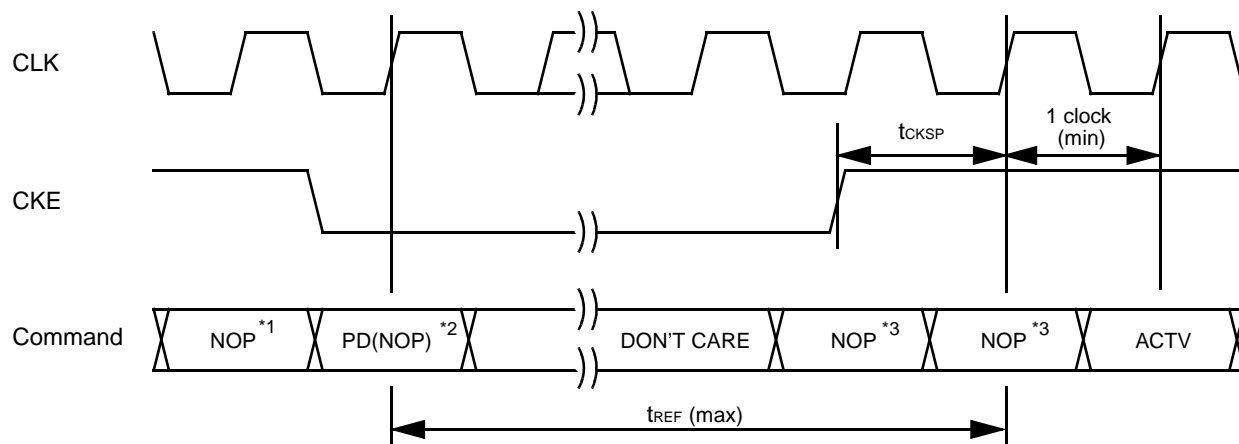 CLK
tCKSP
1 clock
(min)
CKE
Command
NOP *1
PD(NOP) *2
DON'T CARE
NOP *3
NOP *3
ACTV
tREF (max)